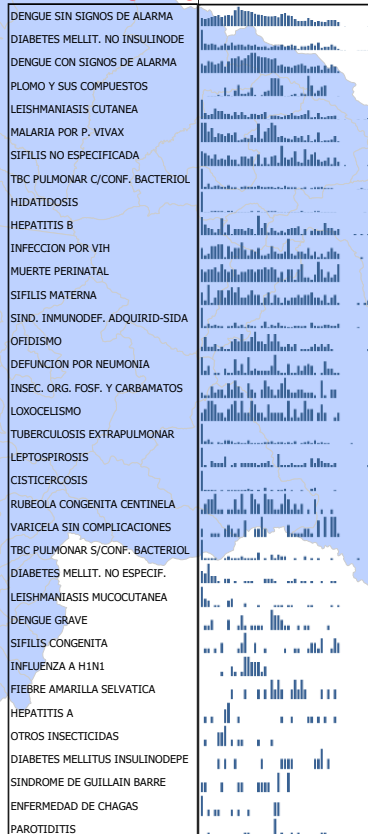 DENGUE SIN SIGNOS DE ALARMA
DIABETES MELLIT. NO INSULINODE
DENGUE CON SIGNOS DE ALARMA
PLOMO Y SUS COMPUESTOS
LEISHMANIASIS CUTANEA
MALARIA POR P. VIVAX
SIFILIS NO ESPECIFICADA
TBC PULMONAR C/CONF. BACTERIOL
HIDATIDOSIS
HEPATITIS B
INFECCION POR VIH
MUERTE PERINATAL
SIFILIS MATERNA
SIND. INMUNODEF. ADQUIRID-SIDA
OFIDISMO
DEFUNCION POR NEUMONIA
INSEC. ORG. FOSF. Y CARBAMATOS
LOXOCELISMO
TUBERCULOSIS EXTRAPULMONAR
LEPTOSPIROSIS
CISTICERCOSIS
RUBEOLA CONGENITA CENTINELA
VARICELA SIN COMPLICACIONES
TBC PULMONAR S/CONF. BACTERIOL
DIABETES MELLIT. NO ESPECIF.
LEISHMANIASIS MUCOCUTANEA
DENGUE GRAVE
SIFILIS CONGENITA
INFLUENZA A H1N1
FIEBRE AMARILLA SELVATICA
HEPATITIS A
OTROS INSECTICIDAS
DIABETES MELLITUS INSULINODEPE
SINDROME DE GUILLAIN BARRE
ENFERMEDAD DE CHAGAS
PAROTIDITIS